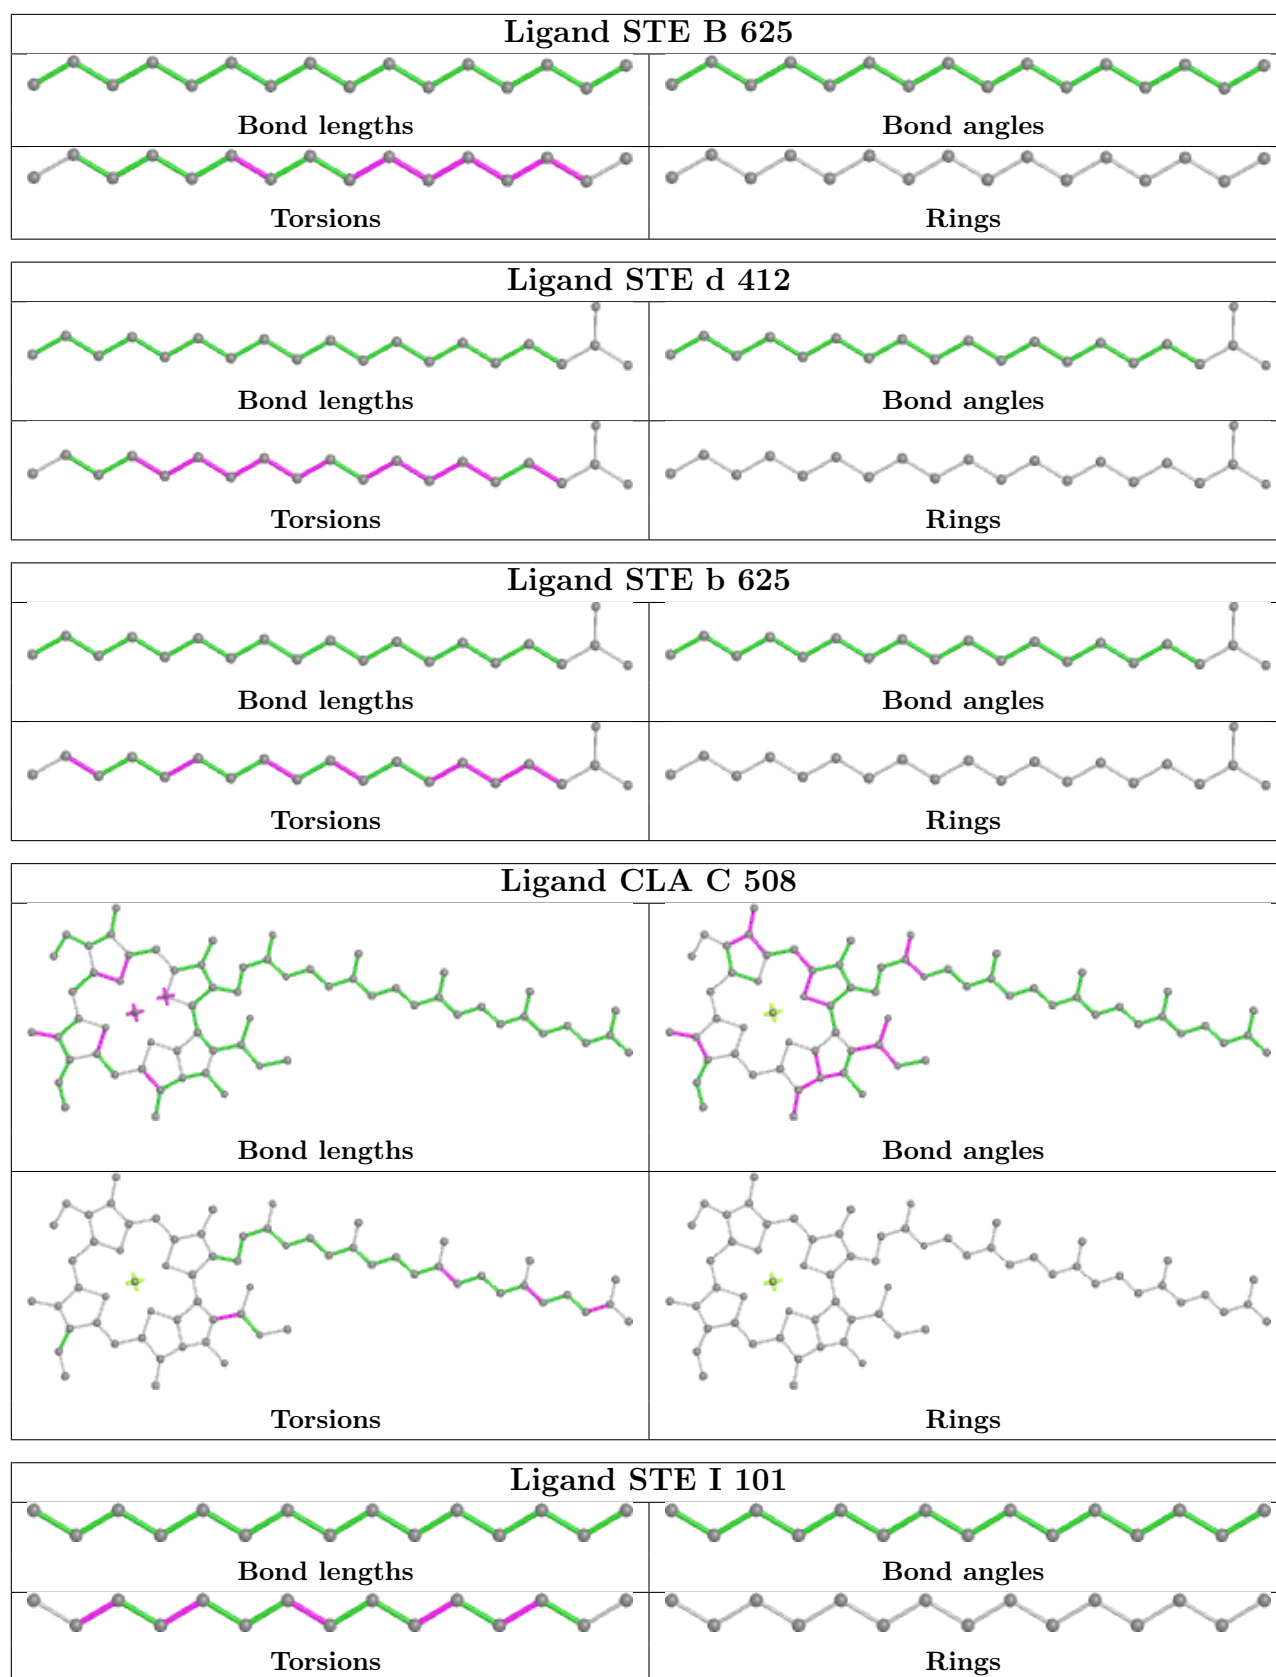 Ligand STE B 625
Bond lengths
Bond angles
Torsions
Rings
Ligand STE d 412
Bond lengths
Bond angles
Torsions
Rings
Ligand STE b 625
Bond lengths
Bond angles
Torsions
Rings
Ligand CLA C 508
Bond lengths
Bond angles
Torsions
Rings
Ligand STE I 101
Bond lengths
Bond angles
Torsions
Rings